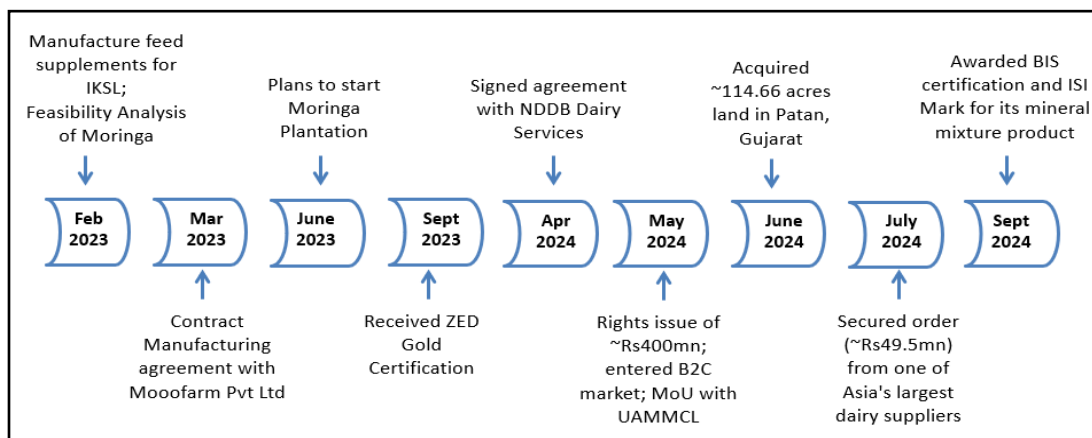 Manufacture feed
supplements for
IKSL;
Feasibility Analysis
of Moringa
Plans to start
Moringa
Plantation
Signed agreement
with NDDB Dairy
Services
Acquired
~114.66 acres
land in Patan,
Gujarat
Awarded BIS
certification and ISI
Mark for its mineral
mixture product
Feb
2023
Mar
2023
June
2023
Sept
2023
Apr
2024
May
2024
June
2024
July
2024
Sept
2024
Contract
Manufacturing
agreement with
Mooofarm Pvt Ltd
Received ZED
Gold
Certification
Rights issue of
~Rs400mn;
entered B2C
market; MoU with
UAMMCL
Secured order
(~Rs49.5mn)
from one of
Asia's largest
dairy suppliers